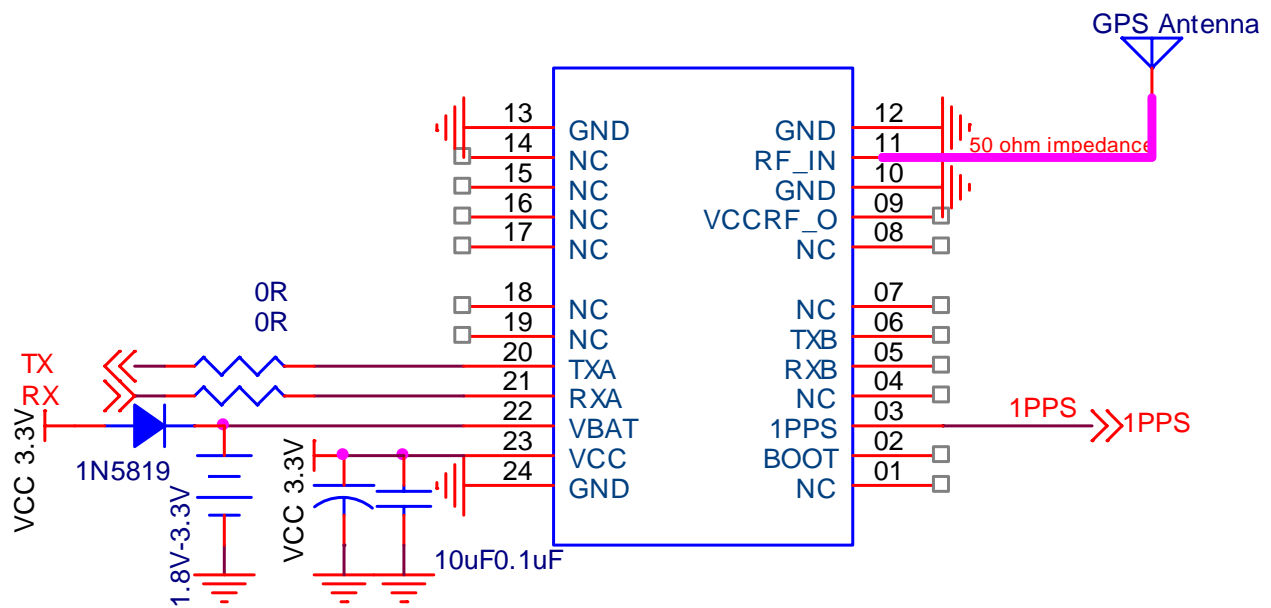 GPS Antenna
13 GND
14 NC
15 NC
16 NC
17 NC
18 NC
19 NC
20 TXA
21 RXA
22 VBAT
23 VCC
24 GND
GND 12
RF_IN 11
50 ohm impedance
GND 10
VCCRF_O 09
NC 08
NC 07
TXB 06
RXB 05
NC 04
1PPS 03
1PPS
1PPS
BOOT 02
NC 01
0R
0R
TX
RX
VCC 3.3V
1N5819
1.8V-3.3V
VCC 3.3V
10uF0.1uF